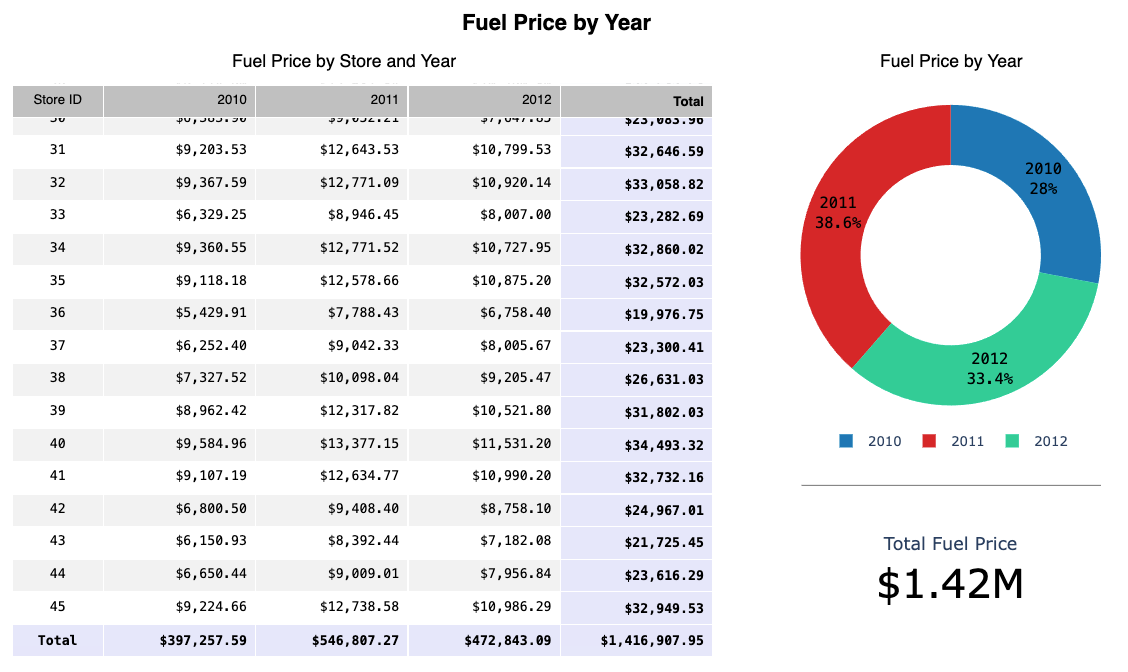 Fuel Price by Year
Fuel Price by Store and Year
Store ID 2010 2011 2012 Total
$23,083.96
31 $9,203.53 $12,643.53 $10,799.53 $32,646.59
32 $9,367.59 $12,771.09 $10,920.14 $33,058.82
33 $6,329.25 $8,946.45 $8,007.00 $23,282.69
34 $9,360.55 $12,771.52 $10,727.95 $32,860.02
35 $9,118.18 $12,578.66 $10,875.20 $32,572.03
36 $5,429.91 $7,788.43 $6,758.40 $19,976.75
37 $6,252.40 $9,042.33 $8,005.67 $23,300.41
38 $7,327.52 $10,098.04 $9,205.47 $26,631.03
39 $8,962.42 $12,317.82 $10,521.80 $31,802.03
40 $9,584.96 $13,377.15 $11,531.20 $34,493.32
41 $9,107.19 $12,634.77 $10,990.20 $32,732.16
42 $6,800.50 $9,408.40 $8,758.10 $24,967.01
43 $6,150.93 $8,392.44 $7,182.08 $21,725.45
44 $6,650.44 $9,009.01 $7,956.84 $23,616.29
45 $9,224.66 $12,738.58 $10,986.29 $32,949.53
Total $397,257.59 $546,807.27 $472,843.09 $1,416,907.95
Fuel Price by Year
2010
28%
2011
38.6%
2012
33.4%
2010 2011 2012
Total Fuel Price
$1.42M